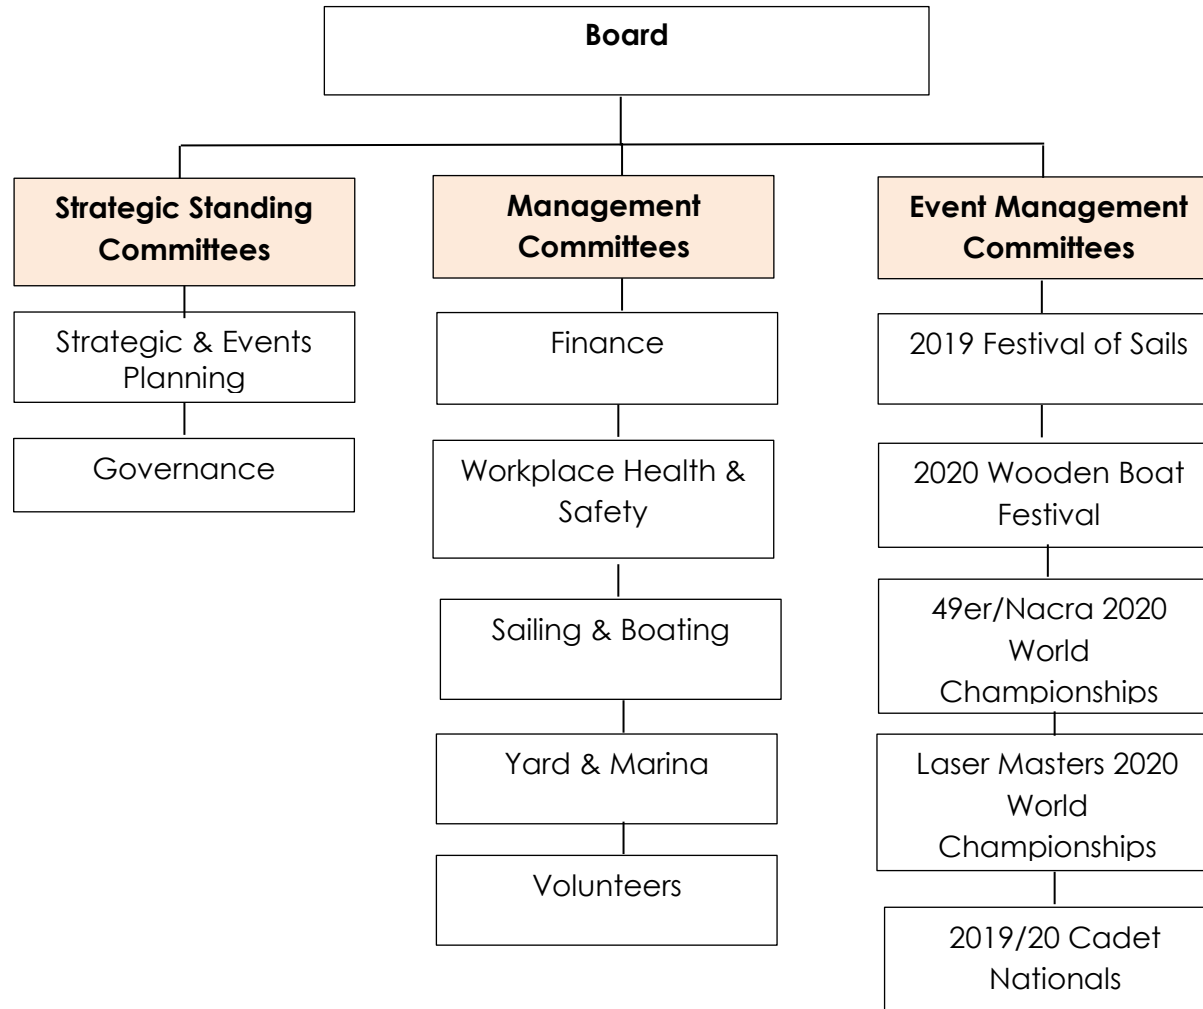 Board
Strategic Standing
Committees
Strategic & Events
Planning
Governance
Management
Committees
Finance
Workplace Health &
Safety
Sailing & Boating
Yard & Marina
Volunteers
Event Management
Committees
2019 Festival of Sails
2020 Wooden Boat
Festival
49er/Nacra 2020
World
Championships
Laser Masters 2020
World
Championships
2019/20 Cadet
Nationals